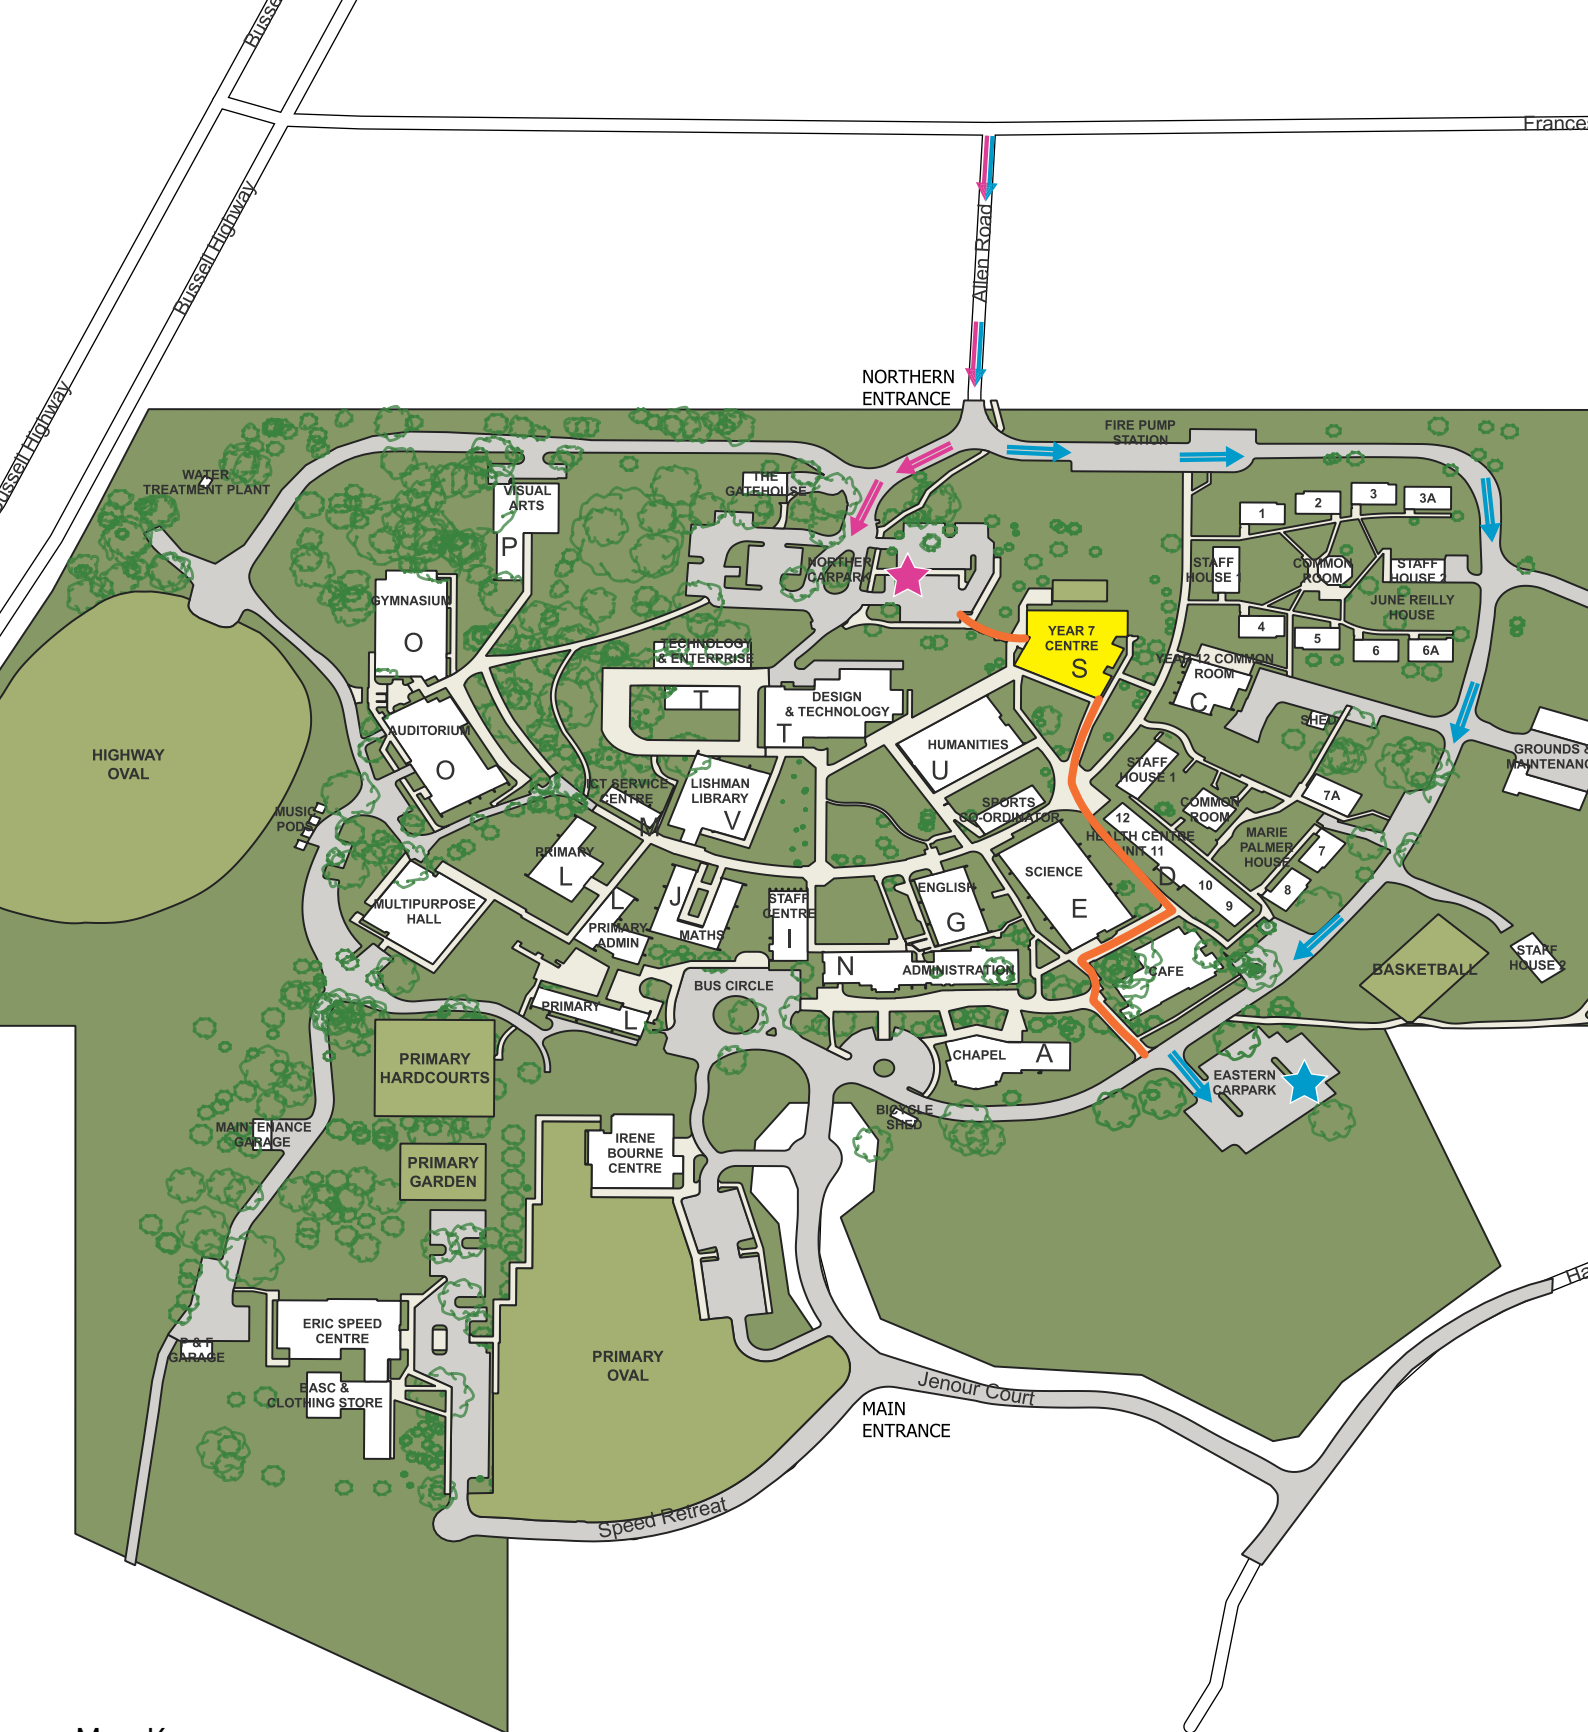 Russell Highway
Bussell Highway
Frances
Allen Road
NORTHERN
ENTRANCE
FIRE PUMP
STATION
WATER
TREATMENT PLANT
VISUAL
ARTS
P
THE
GATEHOUSE
NORTHER
CARPARK
1
2
3
3A
STAFF
HOUSE 1
COMMON
ROOM
STAFF
HOUSE 2
JUNE REILLY
HOUSE
4
5
6
6A
GYMNASIUM
O
YEAR 7
CENTRE
S
TECHNOLOGY
& ENTERPRISE
T
DESIGN
& TECHNOLOGY
T
YEAR 12 COMMON
ROOM
C
SHED
GROUNDS &
MAINTENANC
HIGHWAY
OVAL
AUDITORIUM
O
HUMANITIES
U
STAFF
HOUSE 1
ICT SERVICE
CENTRE
M
LISHMAN
LIBRARY
V
SPORTS
CO-ORDINATOR
COMMON
ROOM
7A
MUSIC
PODS
12
HEALTH CENTRE
UNIT 11
MARIE
PALMER
HOUSE
7
PRIMARY
L
SCIENCE
E
D
10
9
8
MULTIPURPOSE
HALL
L
PRIMARY
ADMIN
J
MATHS
STAFF
CENTRE
I
ENGLISH
G
N
ADMINISTRATION
CAFE
BASKETBALL
STAFF
HOUSE 2
BUS CIRCLE
PRIMARY
L
PRIMARY
HARDCOURTS
CHAPEL
A
EASTERN
CARPARK
BICYCLE
SHED
MAINTENANCE
GARAGE
IRENE
BOURNE
CENTRE
PRIMARY
GARDEN
ERIC SPEED
CENTRE
P & F
GARAGE
BASC &
CLOTHING STORE
PRIMARY
OVAL
Jenour Court
MAIN
ENTRANCE
Speed Retreat
Ha